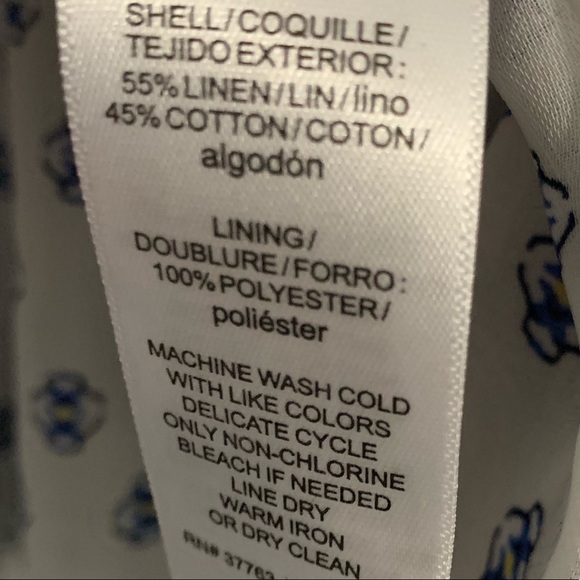 SHELL/COQUILLE/
TEJIDO EXTERIOR:
55% LINEN/LIN/lino
45% COTTON/COTON/
algodón
LINING/
DOUBLURE/FORRO:
100% POLYESTER/
poliéster
MACHINE WASH COLD
WITH LIKE COLORS
DELICATE CYCLE
ONLY NON-CHLORINE
BLEACH IF NEEDED
LINE DRY
WARM IRON
OR DRY CLEAN
RN# 37763